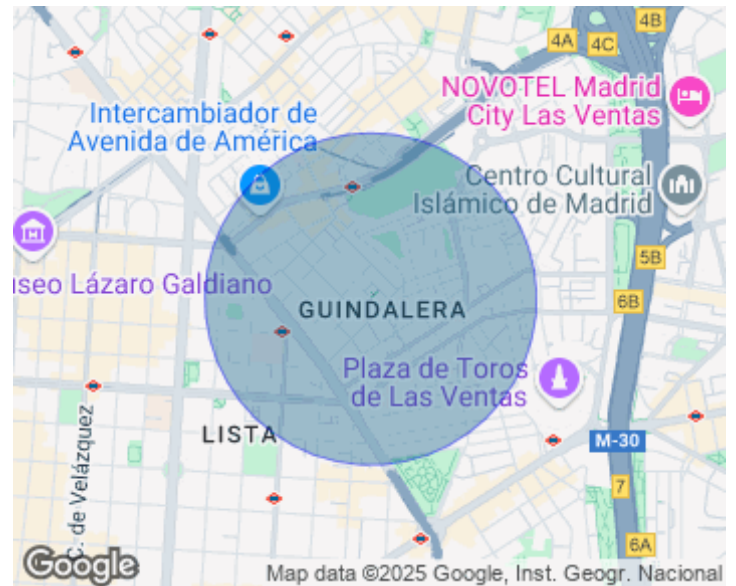 4B
4A
4C
NOVOTEL Madrid
City Las Ventas
Intercambiador de
Avenida de América
Centro Cultural
Islámico de Madrid
5B
useo Lázaro Galdiano
6B
GUINDALERA
Plaza de Toros
de Las Ventas
LISTA
M-30
C. de Velázquez
7
6A
Google
Map data ©2025 Google, Inst. Geogr. Nacional